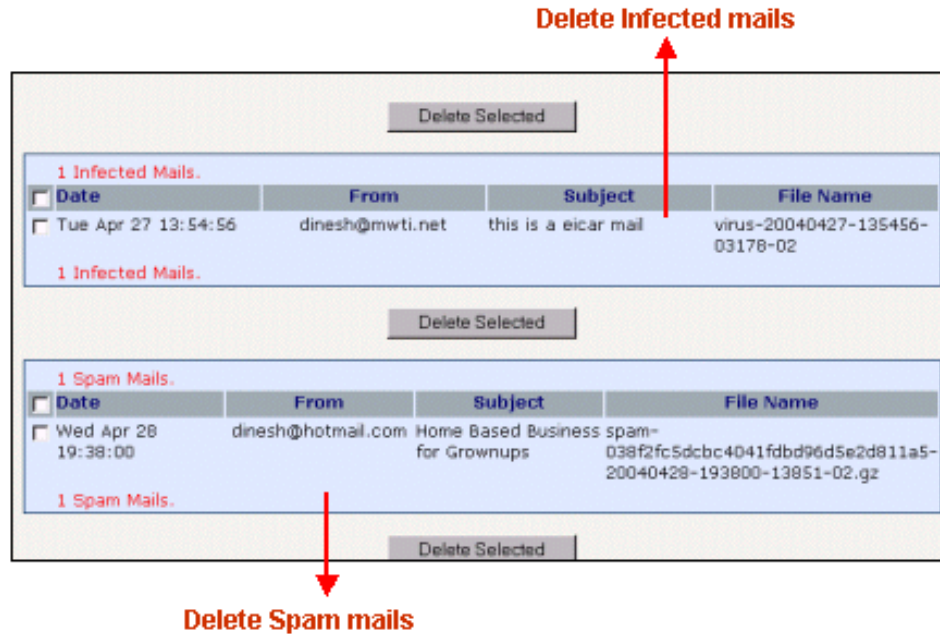 Delete Infected mails
Delete Selected
1 Infected Mails.
Date From Subject File Name
Tue Apr 27 13:54:56 dinesh@mwti.net this is a eicar mail virus-20040427-135456-
03178-02
1 Infected Mails.
Delete Selected
1 Spam Mails.
Date From Subject File Name
Wed Apr 28 dinesh@hotmail.com Home Based Business spam-
19:38:00 for Grownups 038f2fc5dcbc4041fdbd96d5e2d811a5-
20040428-193800-13851-02.gz
1 Spam Mails.
Delete Selected
Delete Spam mails